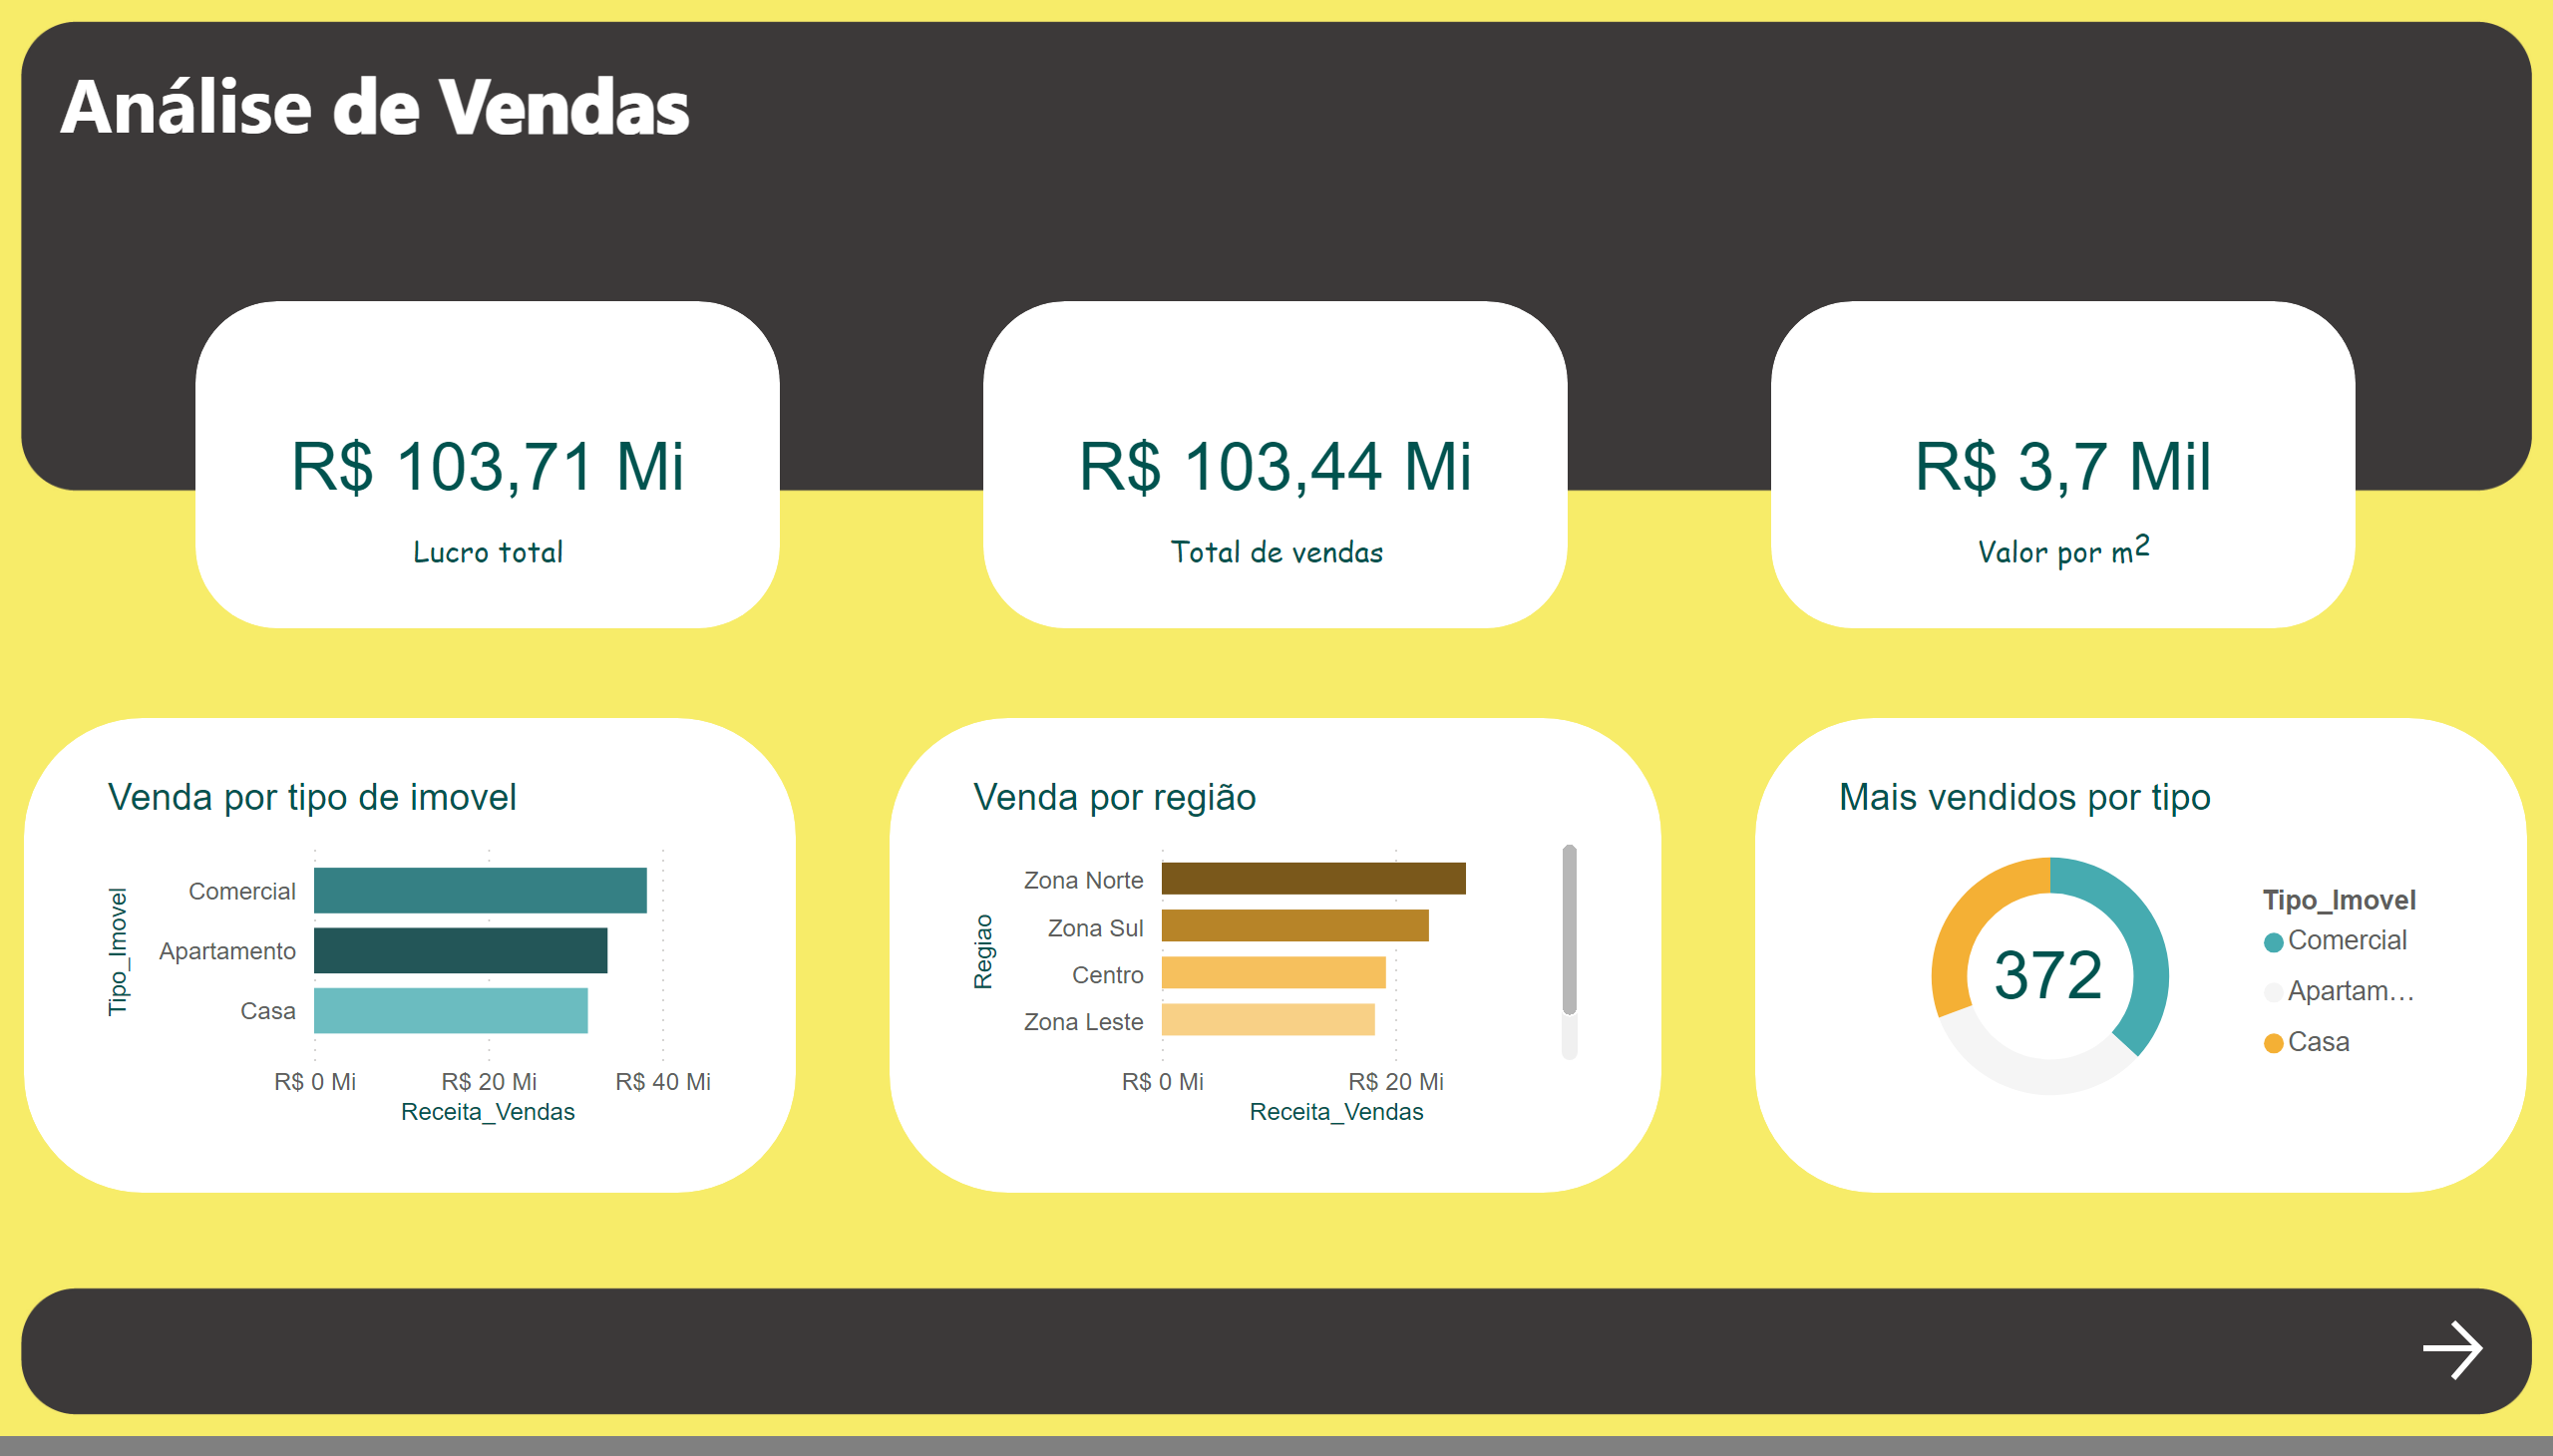 Análise de Vendas
R$ 103,71 Mi
Lucro total
R$ 103,44 Mi
Total de vendas
R$ 3,7 Mil
Valor por m²
Venda por tipo de imovel
Tipo_Imovel
Comercial
Apartamento
Casa
R$ 0 Mi R$ 20 Mi R$ 40 Mi
Receita_Vendas
Venda por região
Regiao
Zona Norte
Zona Sul
Centro
Zona Leste
R$ 0 Mi R$ 20 Mi
Receita_Vendas
Mais vendidos por tipo
372
Tipo_Imovel
Comercial
Apartam...
Casa